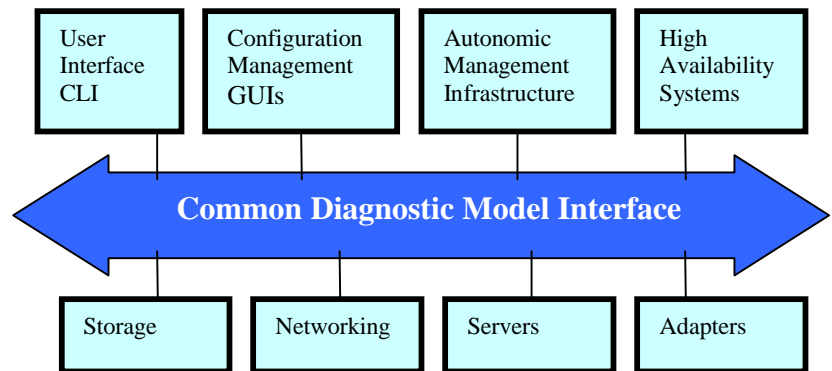 User
Interface
CLI
Configuration
Management
GUIs
Autonomic
Management
Infrastructure
High
Availability
Systems
Common Diagnostic Model Interface
Storage
Networking
Servers
Adapters